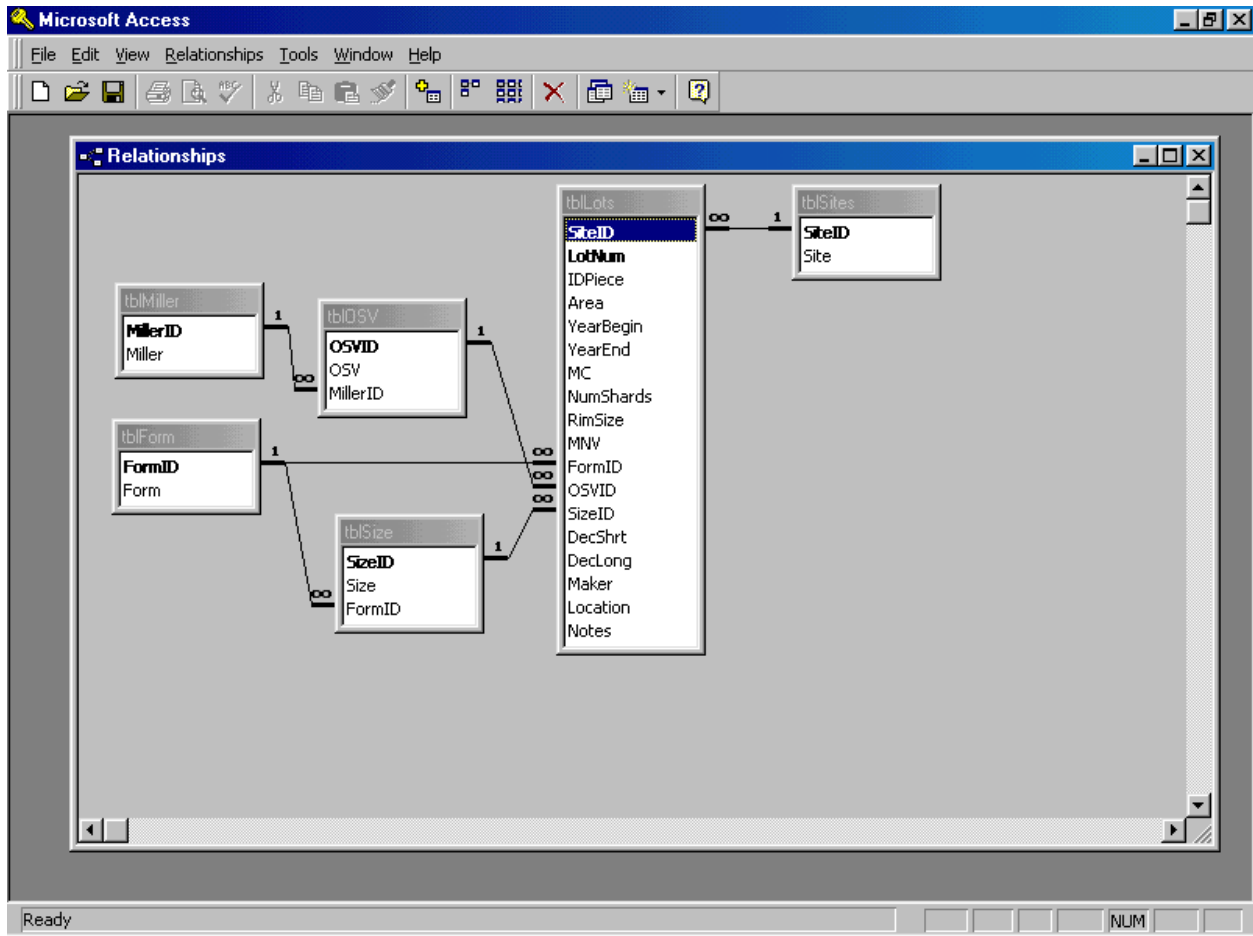 Microsoft Access
File Edit View Relationships Tools Window Help
ABC
Relationships
tblMiller
MillerID
Miller
1
∞
tblOSV
OSVID
OSV
MillerID
1
tblForm
FormID
Form
1
∞
tblSize
SizeID
Size
FormID
1
∞
∞
∞
tblLots
SiteID
LotNum
IDPiece
Area
YearBegin
YearEnd
MC
NumShards
RimSize
MNV
FormID
OSVID
SizeID
DecShrt
DecLong
Maker
Location
Notes
∞ 1
tblSites
SiteID
Site
Ready NUM